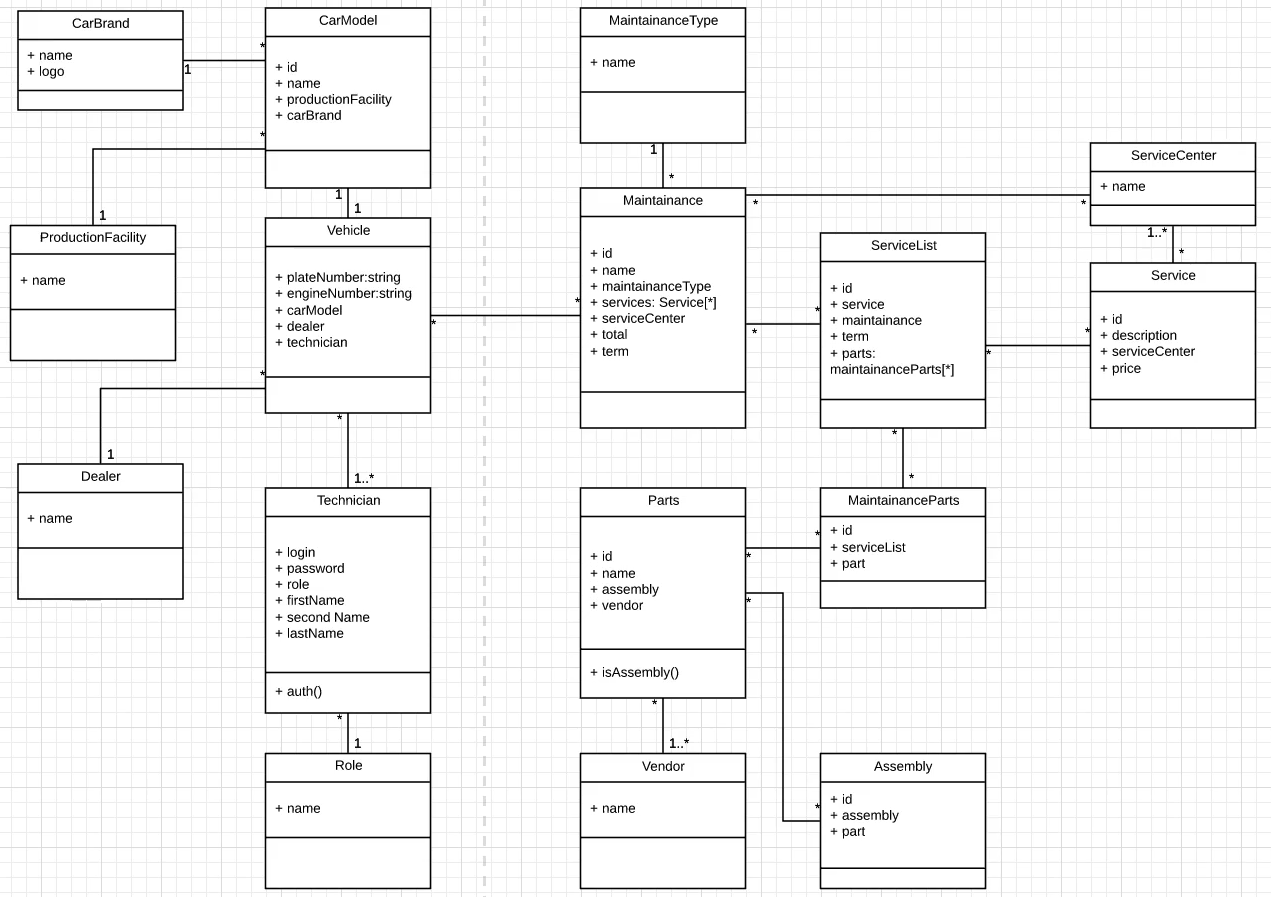 CarBrand
+ name
+ logo
1
*
CarModel
+ id
+ name
+ productionFacility
+ carBrand
*
1
1
ProductionFacility
+ name
1
Vehicle
+ plateNumber:string
+ engineNumber:string
+ carModel
+ dealer
+ technician
*
*
*
*
1
Dealer
+ name
1..*
Technician
+ login
+ password
+ role
+ firstName
+ second Name
+ lastName
+ auth()
*
1
Role
+ name
MaintainanceType
+ name
1
*
Maintainance
+ id
+ name
+ maintainanceType
+ services: Service[*]
+ serviceCenter
+ total
+ term
*
*
*
*
ServiceCenter
+ name
1..*
*
ServiceList
+ id
+ service
+ maintainance
+ term
+ parts:
maintainanceParts[*]
*
*
*
Service
+ id
+ description
+ serviceCenter
+ price
*
*
Parts
+ id
+ name
+ assembly
+ vendor
+ isAssembly()
*
*
*
MaintainanceParts
+ id
+ serviceList
+ part
*
1..*
Vendor
+ name
*
Assembly
+ id
+ assembly
+ part